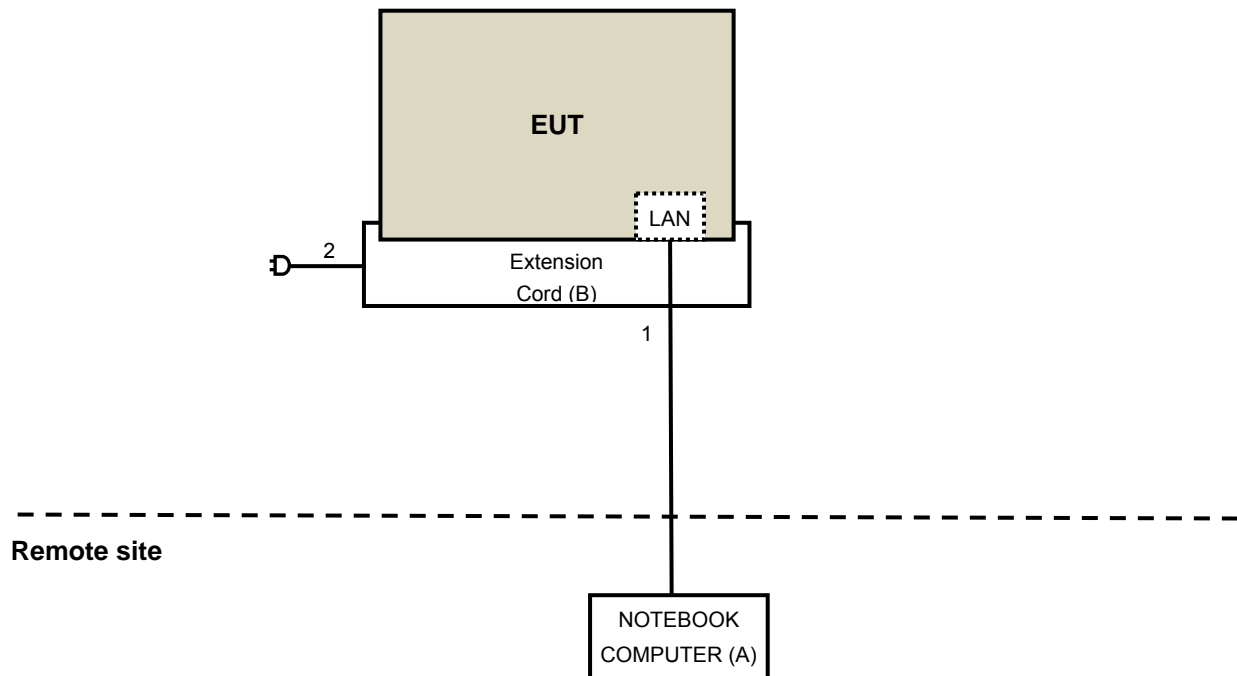 EUT
LAN
2
Extension
Cord (B)
1
Remote site
NOTEBOOK
COMPUTER (A)